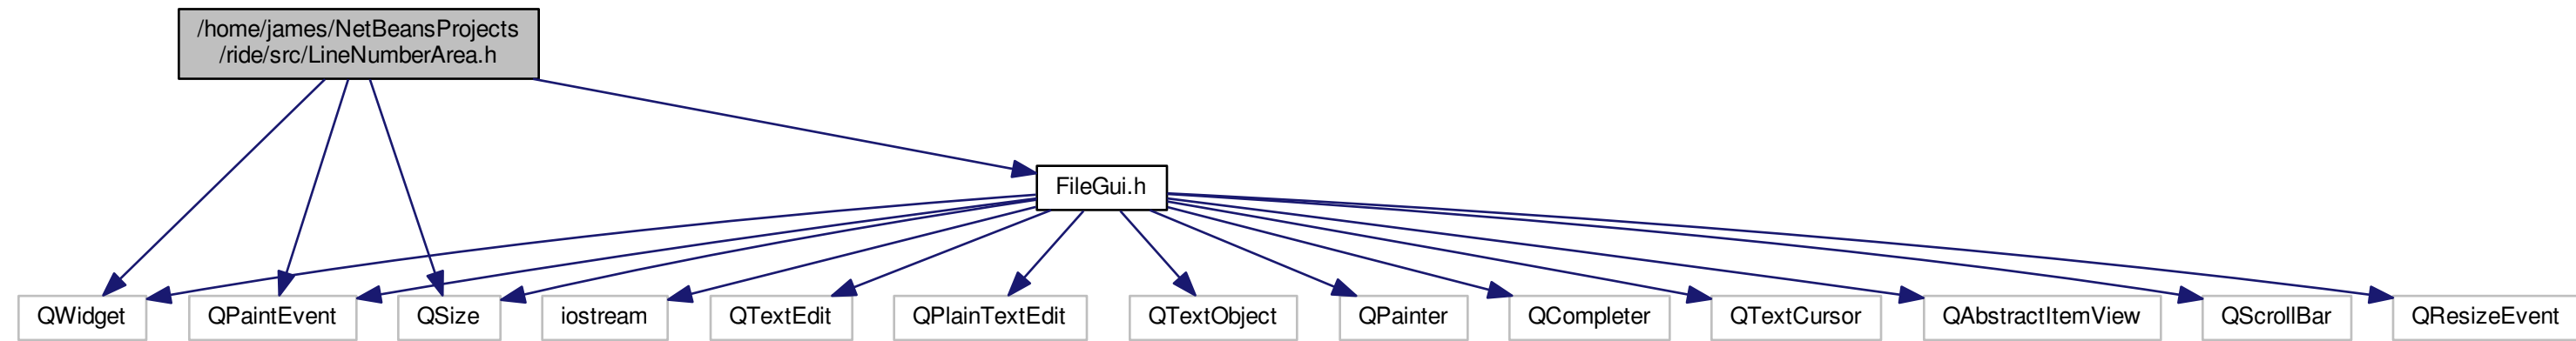 /home/james/NetBeansProjects
/ride/src/LineNumberArea.h
FileGui.h
QWidget
QPaintEvent
QSize
iostream
QTextEdit
QPlainTextEdit
QTextObject
QPainter
QCompleter
QTextCursor
QAbstractItemView
QScrollBar
QResizeEvent